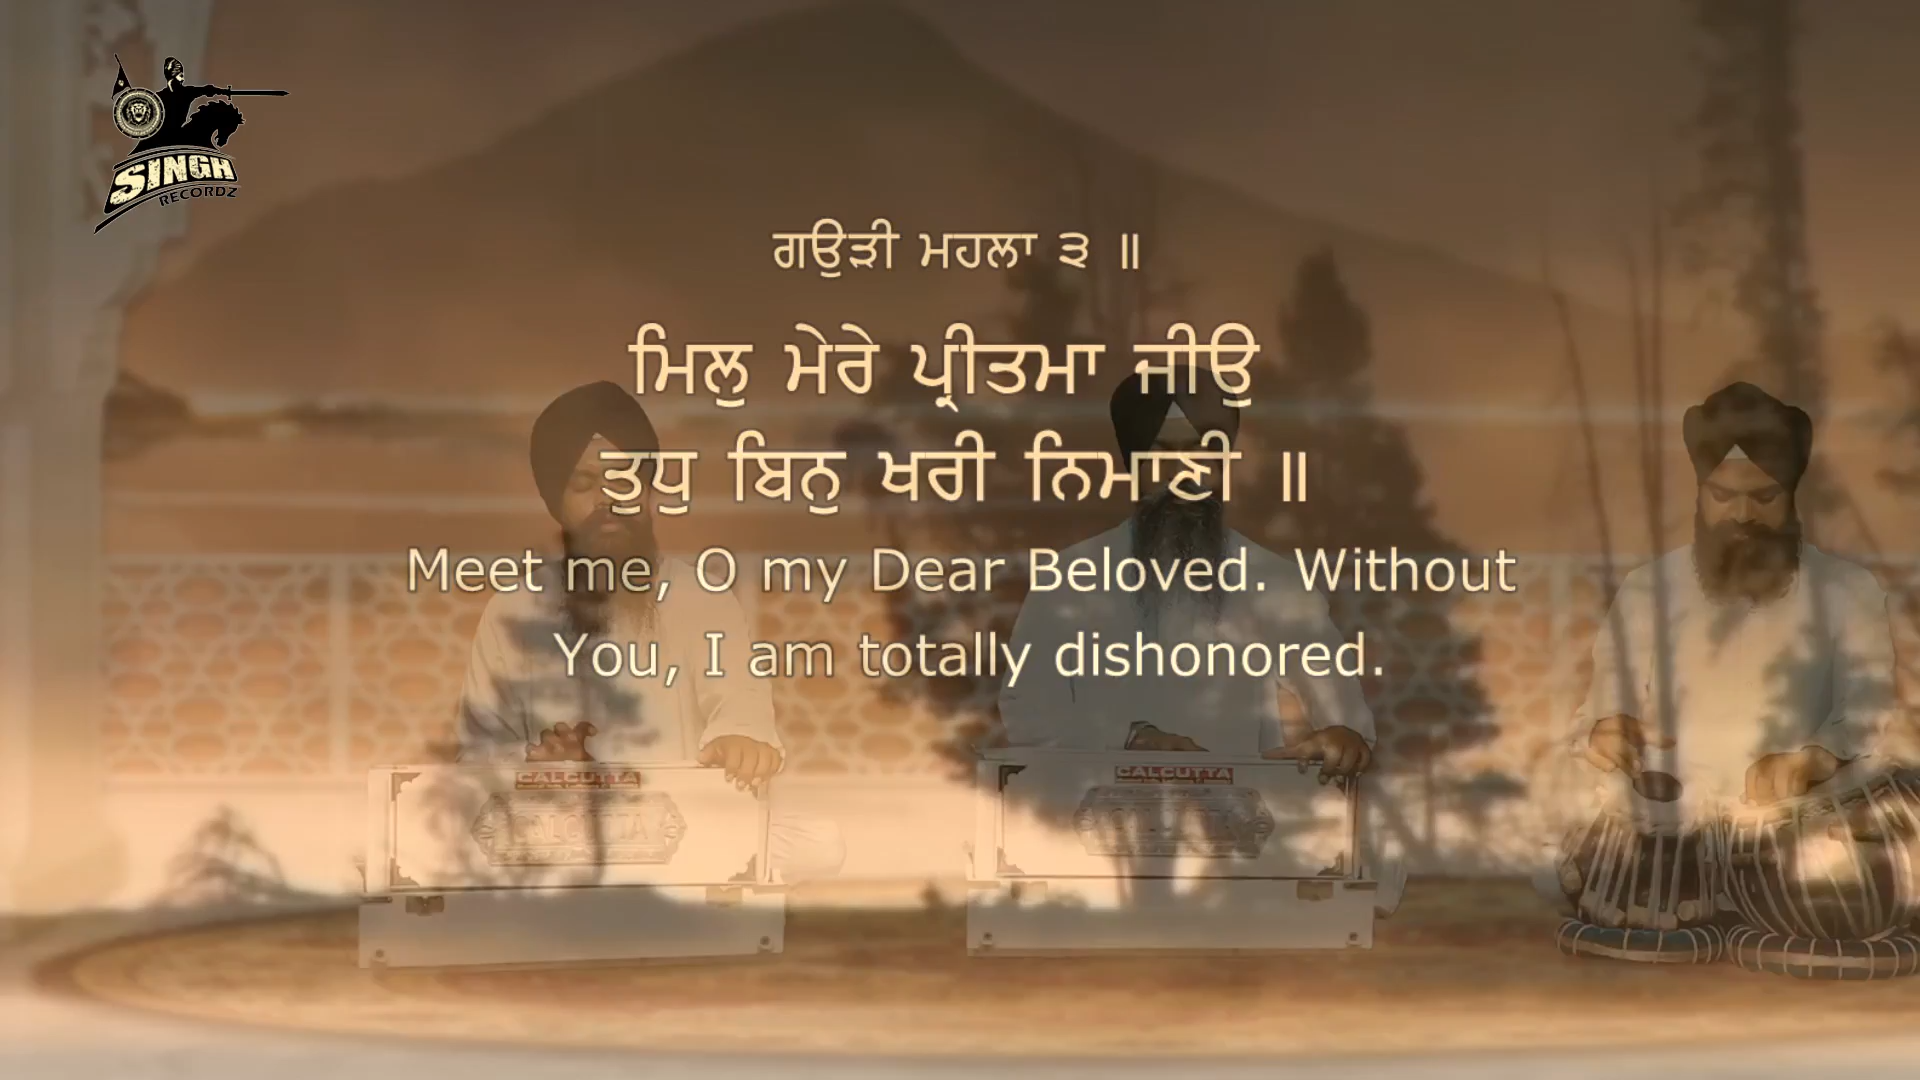 SINGH
RECORDZ
ਗਉੜੀ ਮਹਲਾ ੩ ॥
ਮਿਲੁ ਮੇਰੇ ਪ੍ਰੀਤਮਾ ਜੀਉ
ਤੁਧੁ ਬਿਨੁ ਖਰੀ ਨਿਮਾਣੀ ॥
Meet me, O my Dear Beloved. Without
You, I am totally dishonored.
CALCUTTA
CALCUTTA
CALCUTTA